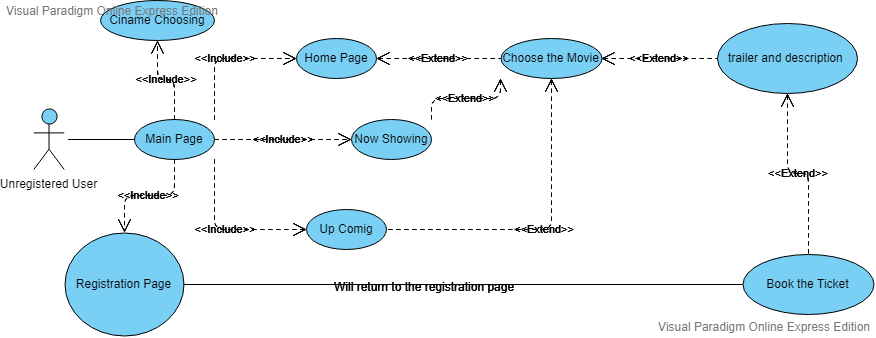 Visual Paradigm Online Express Edition
Ciname Choosing
<<Include>>
Home Page
<<Extend>>
Choose the Movie
<<Extend>>
trailer and description
<<Include>>
<<Extend>>
Main Page
<<Include>>
Now Showing
Unregistered User
<<Include>>
<<Extend>>
<<Include>>
Up Comig
<<Extend>>
Registration Page
Will return to the registration page
Book the Ticket
Visual Paradigm Online Express Edition